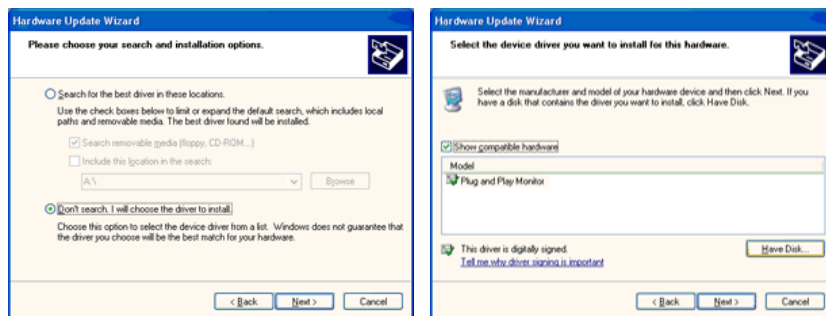 Hardware Update Wizard
Please choose your search and installation options.
Search for the best driver in these locations.
Use the check boxes below to limit or expand the default search, which includes local
paths and removable media. The best driver found will be installed.
Search removable media (floppy, CD-ROM...)
Include this location in the search:
A:\
Browse
Don't search. I will choose the driver to install.
Choose this option to select the device driver from a list. Windows does not guarantee that
the driver you choose will be the best match for your hardware.
< Back
Next >
Cancel
Hardware Update Wizard
Select the device driver you want to install for this hardware.
Select the manufacturer and model of your hardware device and then click Next. If you
have a disk that contains the driver you want to install, click Have Disk.
Show compatible hardware
Model
Plug and Play Monitor
This driver is digitally signed.
Tell me why driver signing is important
Have Disk...
< Back
Next >
Cancel